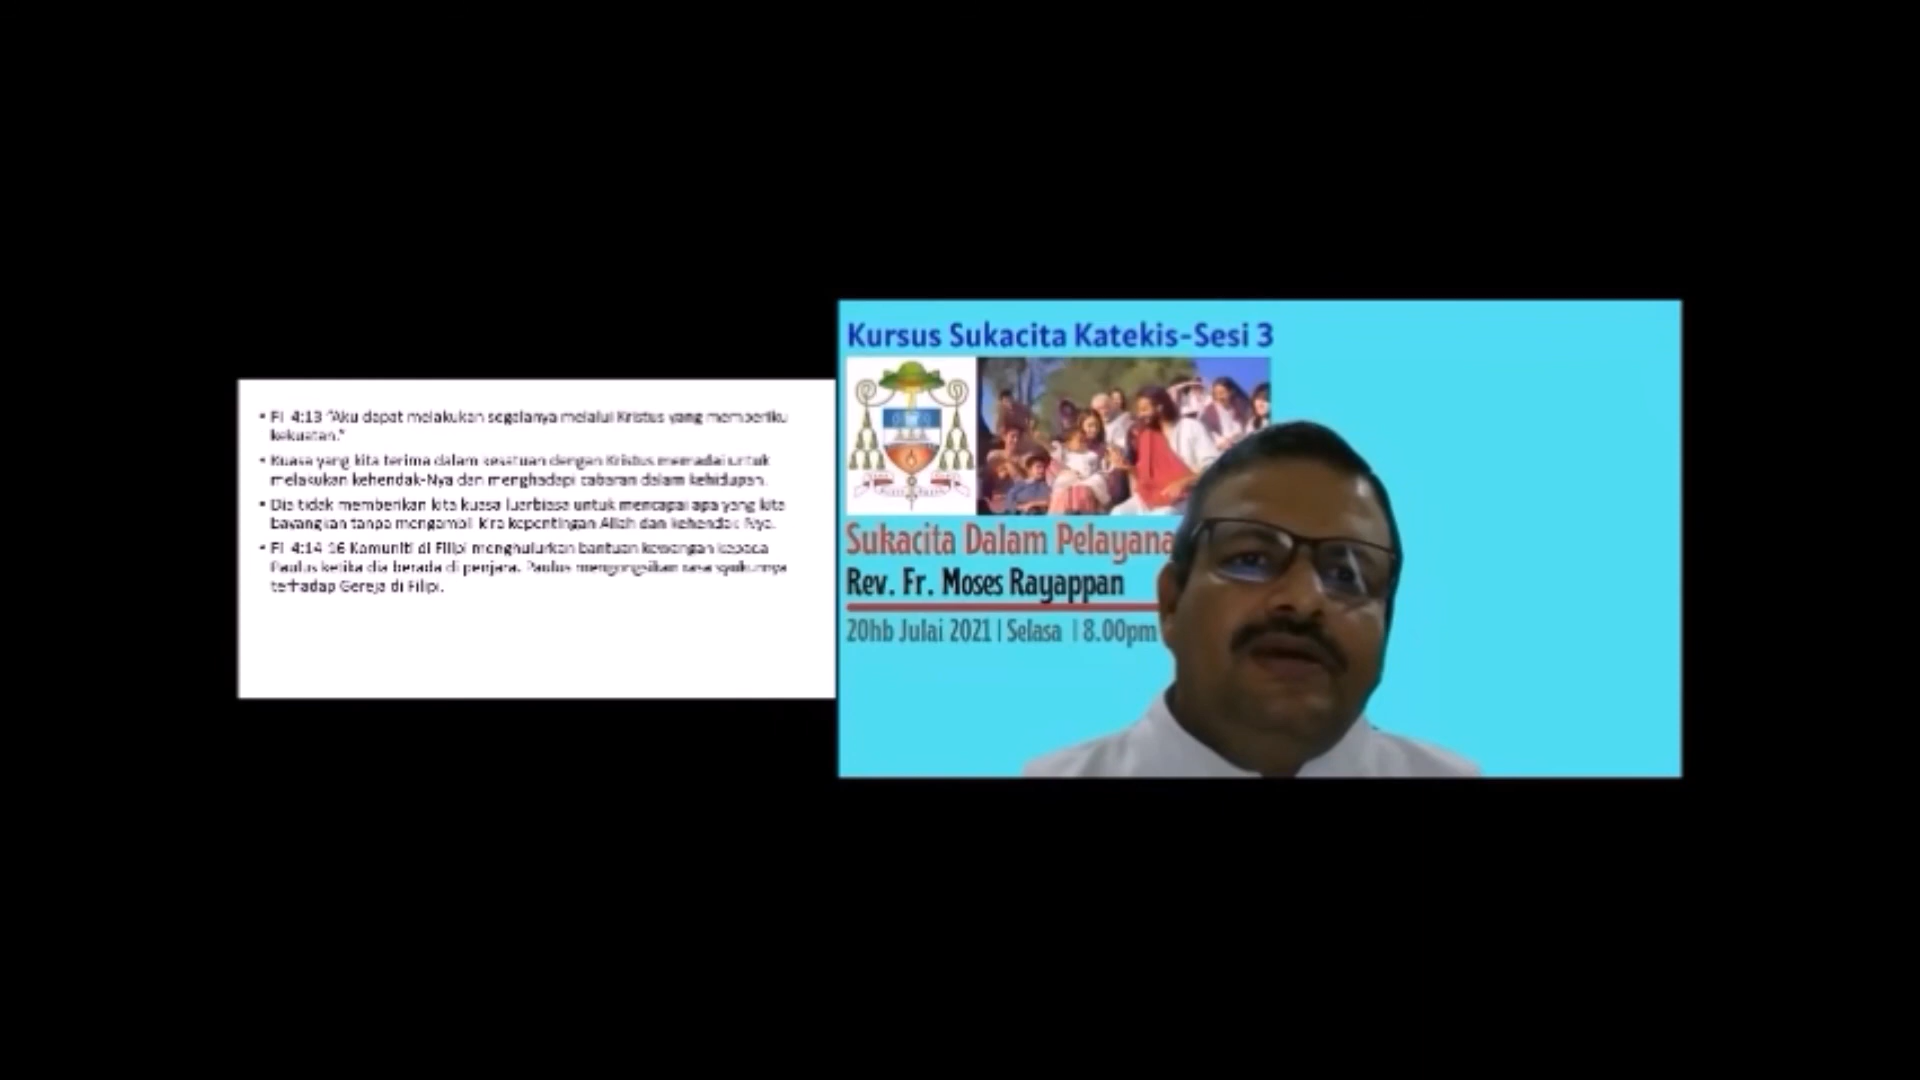 • Fl 4:13 "Aku dapat melakukan segalanya melalui Kristus yang memberiku
kekuatan."
• Kuasa yang kita terima dalam kesatuan dengan Kristus memadai untuk
melakukan kehendak-Nya dan menghadapi cabaran dalam kehidupan.
• Dia tidak memberikan kita kuasa luarbiasa untuk mencapai apa yang kita
bayangkan tanpa mengambil kira kepentingan Allah dan kehendak-Nya.
• Fl 4:14-16 Komuniti di Filipi menghulurkan bantuan kewangan kepada
Paulus ketika dia berada di penjara. Paulus mengongsikan rasa syukurnya
terhadap Gereja di Filipi.
Kursus Sukacita Katekis-Sesi 3
Sukacita Dalam Pelayana
Rev. Fr. Moses Rayappan
20hb Julai 2021 | Selasa | 8.00pm